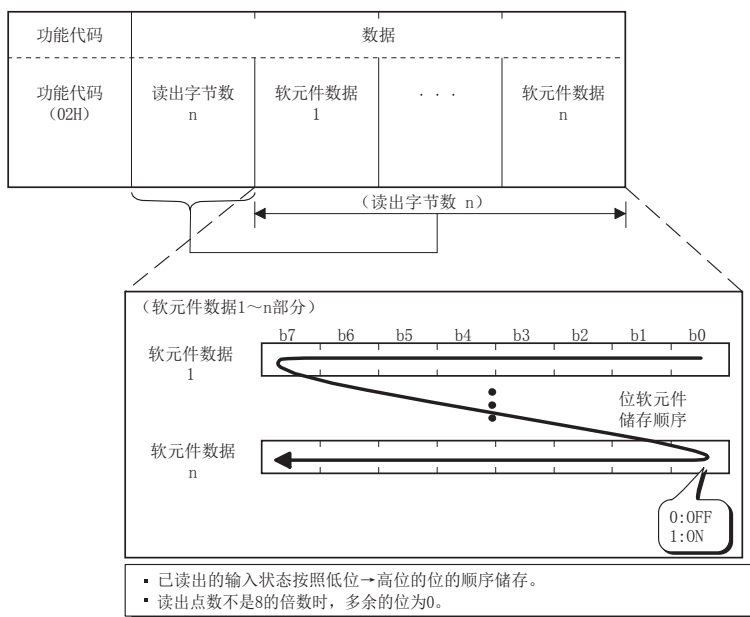 功能代码 数据
功能代码 读出字节数 软元件数据 · · · 软元件数据
（02H） n 1 n
（读出字节数 n）
（软元件数据1～n部分）
b7 b6 b5 b4 b3 b2 b1 b0
软元件数据
1
位软元件
储存顺序
软元件数据
n
0:OFF
1:ON
▪ 已读出的输入状态按照低位→高位的位的顺序储存。
▪ 读出点数不是8的倍数时，多余的位为0。